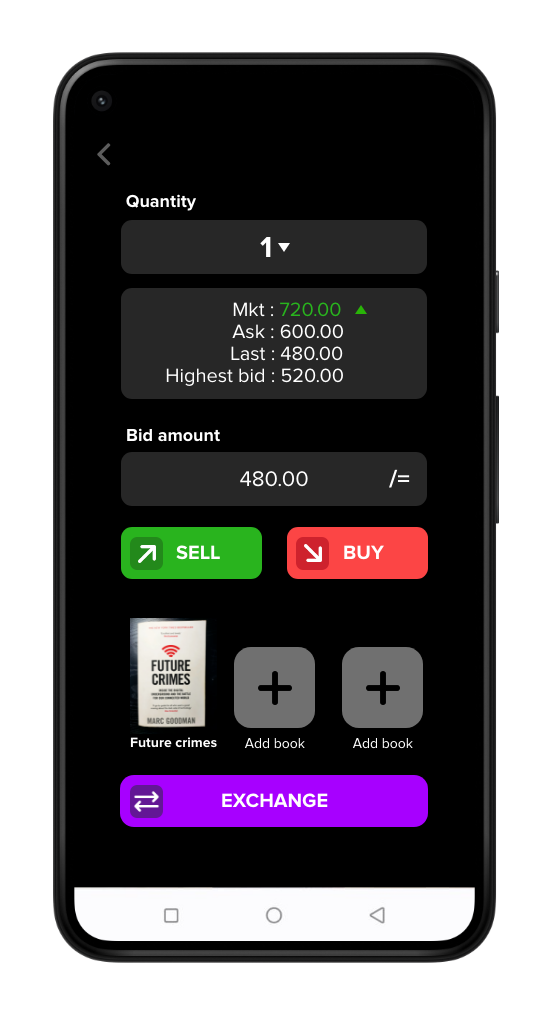 Quantity
1
Mkt : 720.00
Ask : 600.00
Last : 480.00
Highest bid : 520.00
Bid amount
480.00 /=
SELL
BUY
FUTURE
CRIMES
MARC GOODMAN
Future crimes
Add book
Add book
EXCHANGE